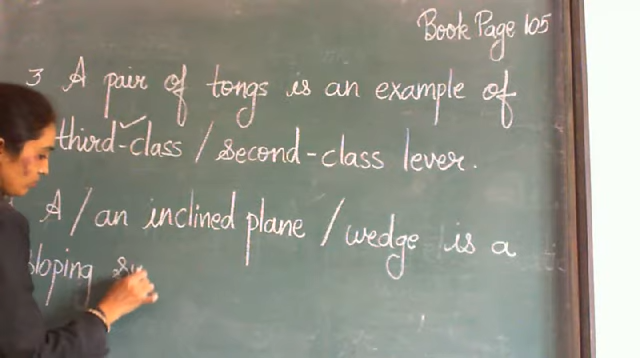 Book Page 105
3 A pair of tongs is an example of
third-class / second-class lever.
A / an inclined plane / wedge is a
sloping